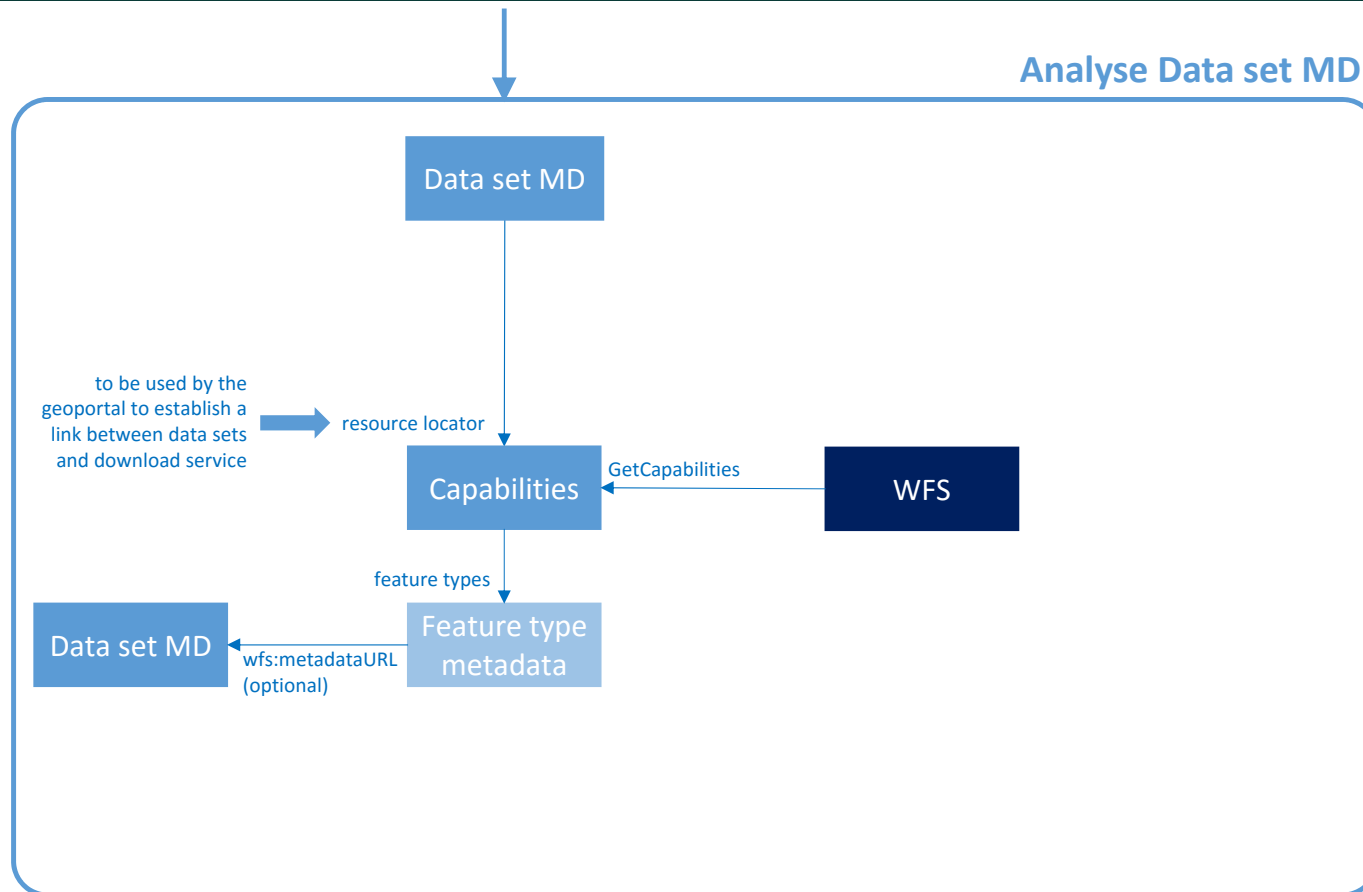 Analyse Data set MD
Data set MD
to be used by the
geoportal to establish a
link between data sets
and download service
resource locator
Capabilities
GetCapabilities
WFS
feature types
Feature type
metadata
Data set MD
wfs:metadataURL
(optional)